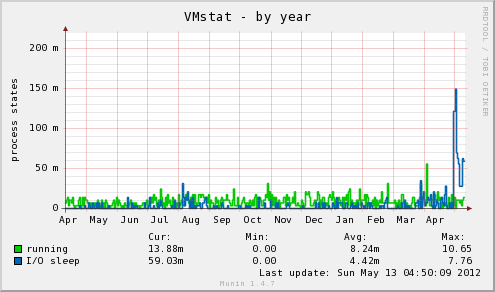 VMstat - by year
RRDTOOL / TOBI OETIKER
process states
200 m
150 m
100 m
50 m
0
Apr May Jun Jul Aug Sep Oct Nov Dec Jan Feb Mar Apr
Cur: Min: Avg: Max:
running 13.88m 0.00 8.24m 10.65
I/O sleep 59.03m 0.00 4.42m 7.76
Last update: Sun May 13 04:50:09 2012
Munin 1.4.7